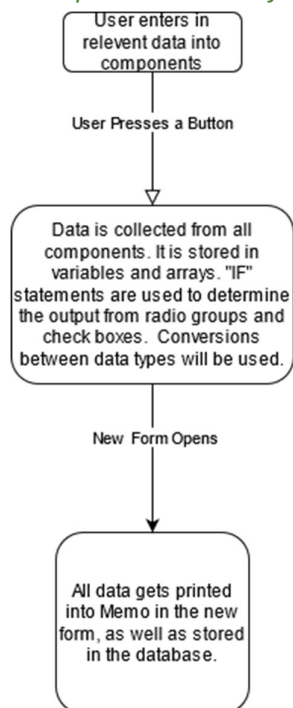 User enters in
relevent data into
components
User Presses a Button
Data is collected from all
components. It is stored in
variables and arrays. "IF"
statements are used to determine
the output from radio groups and
check boxes.  Conversions
between data types will be used.
New Form Opens
All data gets printed
into Memo in the new
form, as well as stored
in the database.